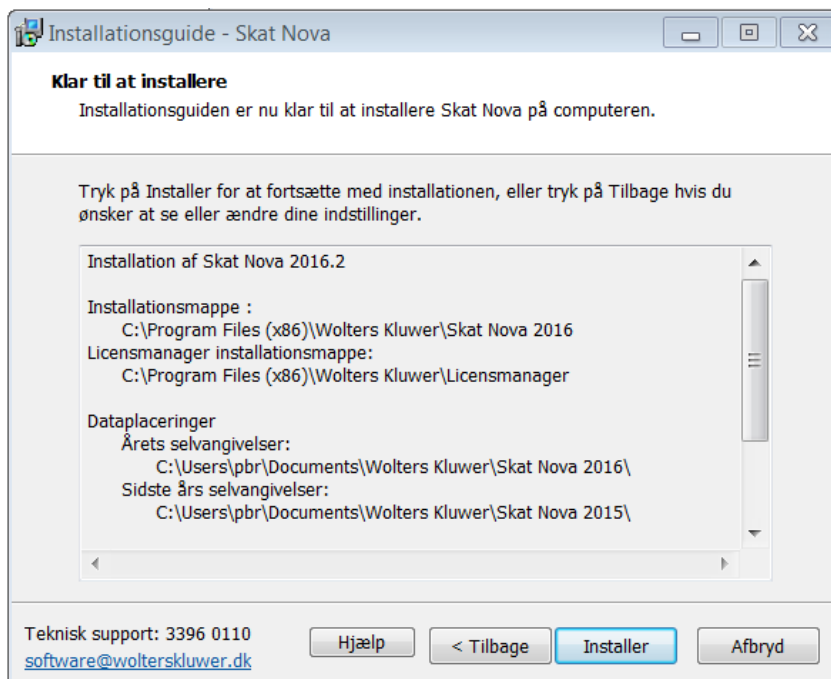 Installationsguide - Skat Nova
Klar til at installere
Installationsguiden er nu klar til at installere Skat Nova på computeren.
Tryk på Installer for at fortsætte med installationen, eller tryk på Tilbage hvis du
ønsker at se eller ændre dine indstillinger.
Installation af Skat Nova 2016.2
Installationsmappe :
C:\Program Files (x86)\Wolters Kluwer\Skat Nova 2016
Licensmanager installationsmappe:
C:\Program Files (x86)\Wolters Kluwer\Licensmanager
Dataplaceringer
Årets selvangivelser:
C:\Users\pbr\Documents\Wolters Kluwer\Skat Nova 2016\
Sidste års selvangivelser:
C:\Users\pbr\Documents\Wolters Kluwer\Skat Nova 2015\
Teknisk support: 3396 0110
software@wolterskluwer.dk
Hjælp
< Tilbage
Installer
Afbryd